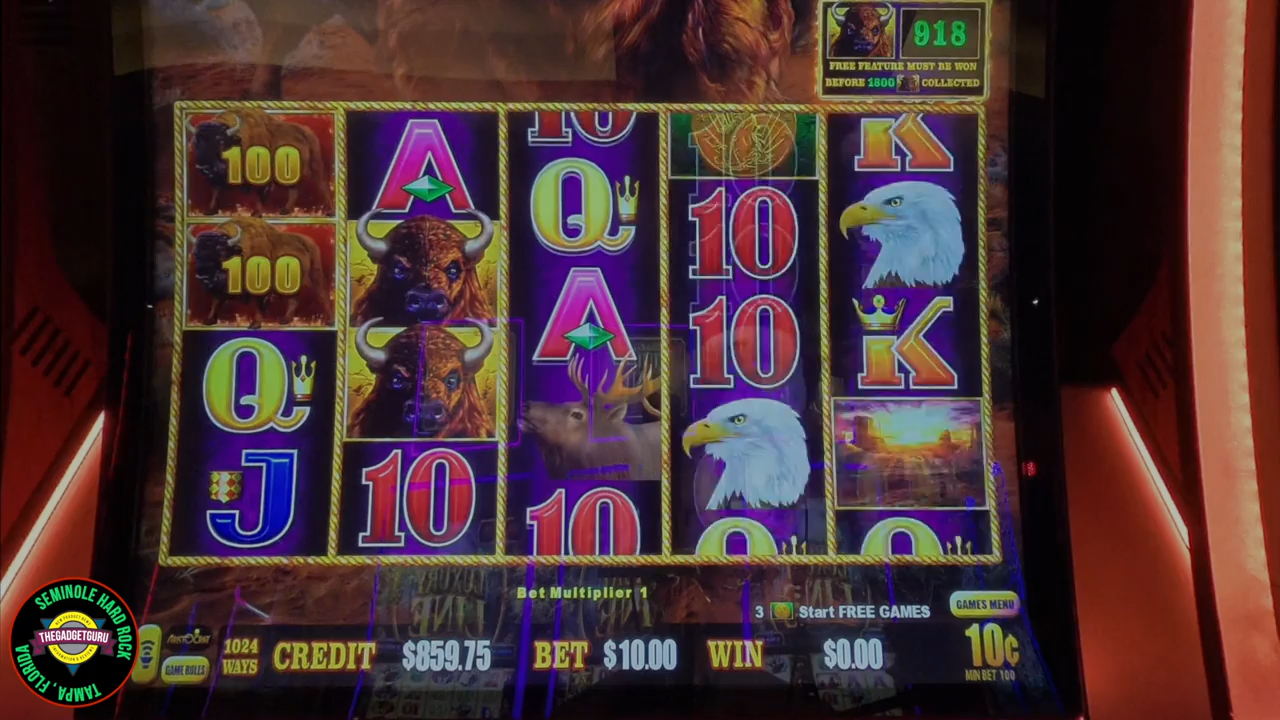 918
FREE FEATURE MUST BE WON
BEFORE 1800 COLLECTED
100
A
10
Q
A
10
10
10
K
K
100
Q
J
10
Q
Q
Bet Multiplier 1
3 Start FREE GAMES
GAMES MENU
ARISTOCRAT
GAME RULES
1024
WAYS
CREDIT $859.75
BET $10.00
WIN $0.00
10¢
MIN BET 100
SEMINOLE HARD ROCK
THEGADGETGURU
TAMPA, FLORIDA